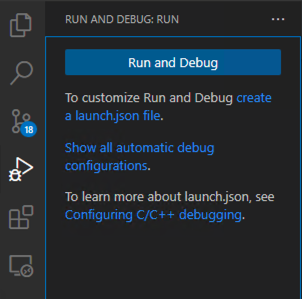 RUN AND DEBUG: RUN
Run and Debug
To customize Run and Debug create
a launch.json file.
18
Show all automatic debug
configurations.
To learn more about launch.json, see
Configuring C/C++ debugging.